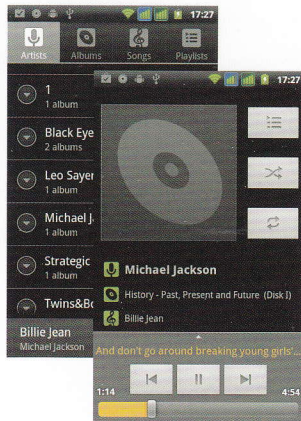 17:27
Artists Albums Songs Playlists
1
1 album
Black Eye
2 albums
Leo Sayer
1 album
Michael J
1 album
Strategic
1 album
Twins&Bo
Billie Jean
Michael Jackson
17:27
Michael Jackson
History - Past, Present and Future (Disk I)
Billie Jean
And don't go around breaking young girls'...
1:14
4:54